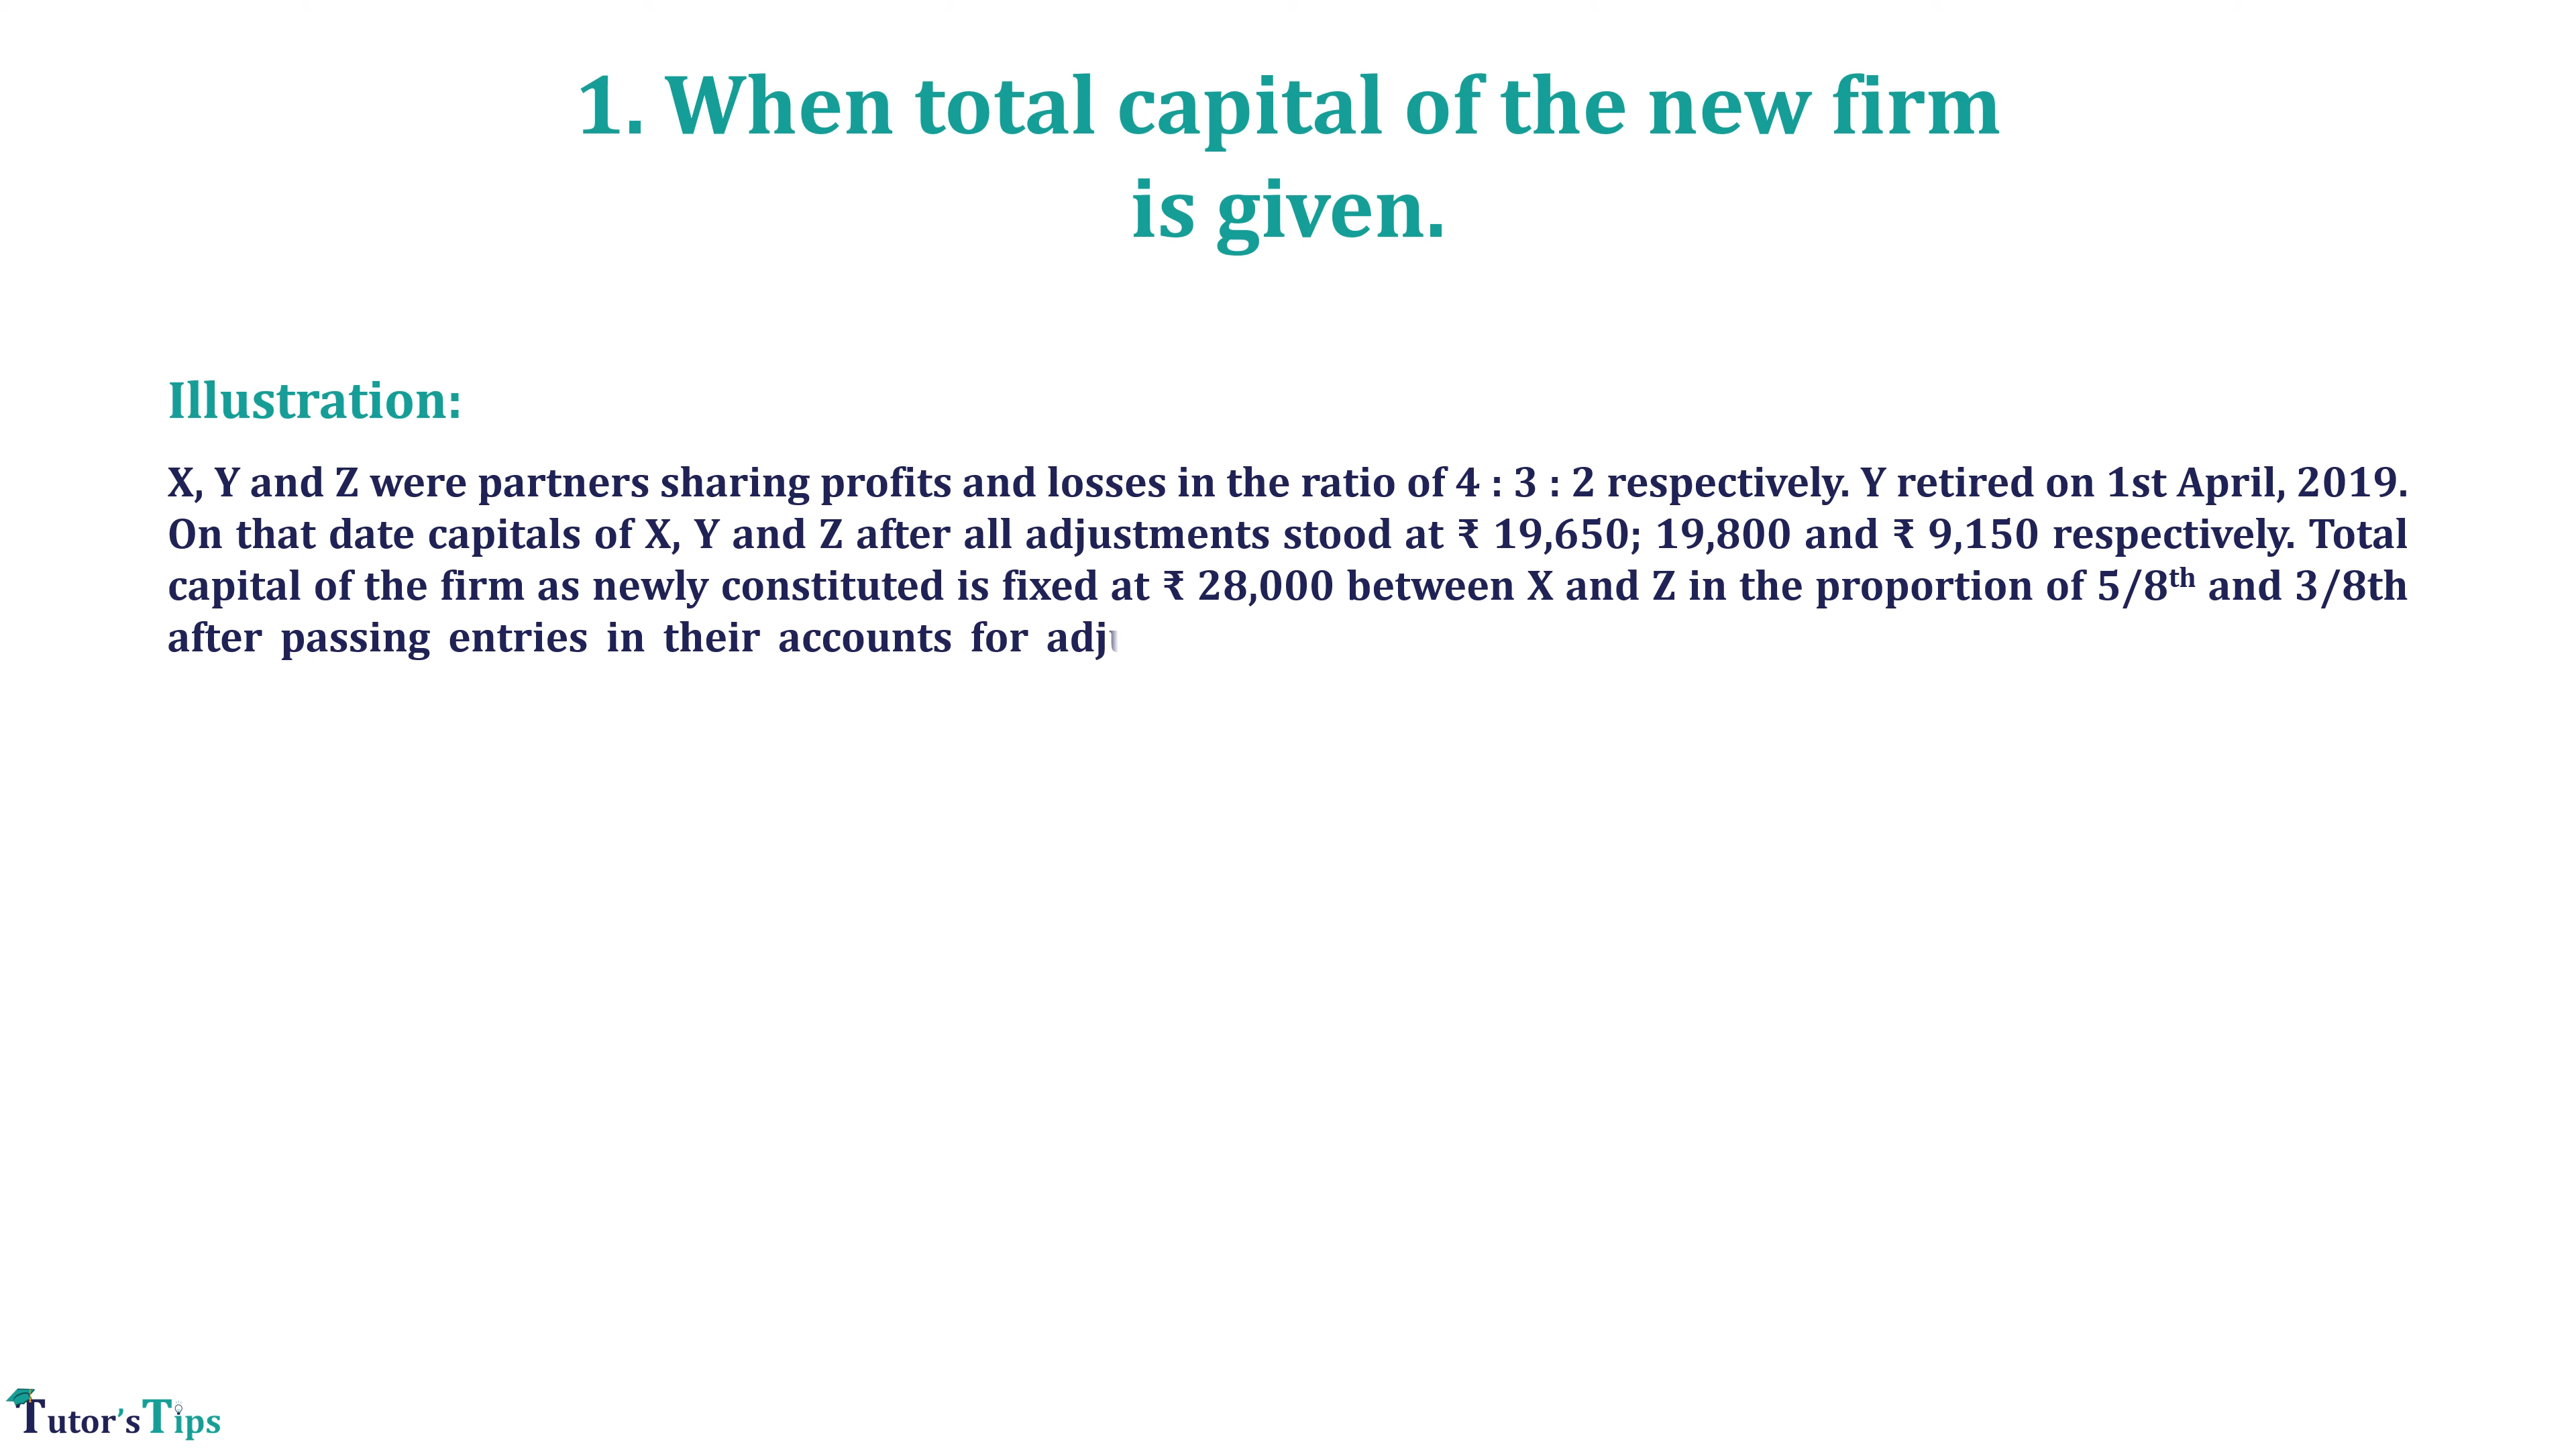 1. When total capital of the new firm
is given.
Illustration:
X, Y and Z were partners sharing profits and losses in the ratio of 4 : 3 : 2 respectively. Y retired on 1st April, 2019.
On that date capitals of X, Y and Z after all adjustments stood at ₹ 19,650; 19,800 and ₹ 9,150 respectively. Total
capital of the firm as newly constituted is fixed at ₹ 28,000 between X and Z in the proportion of 5/8th and 3/8th
after passing entries in their accounts for adj
Tutor'sTips